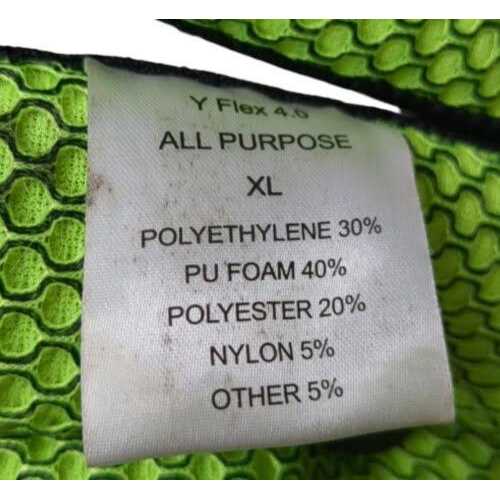 Y Flex 4.0
ALL PURPOSE
XL
POLYETHYLENE 30%
PU FOAM 40%
POLYESTER 20%
NYLON 5%
OTHER 5%